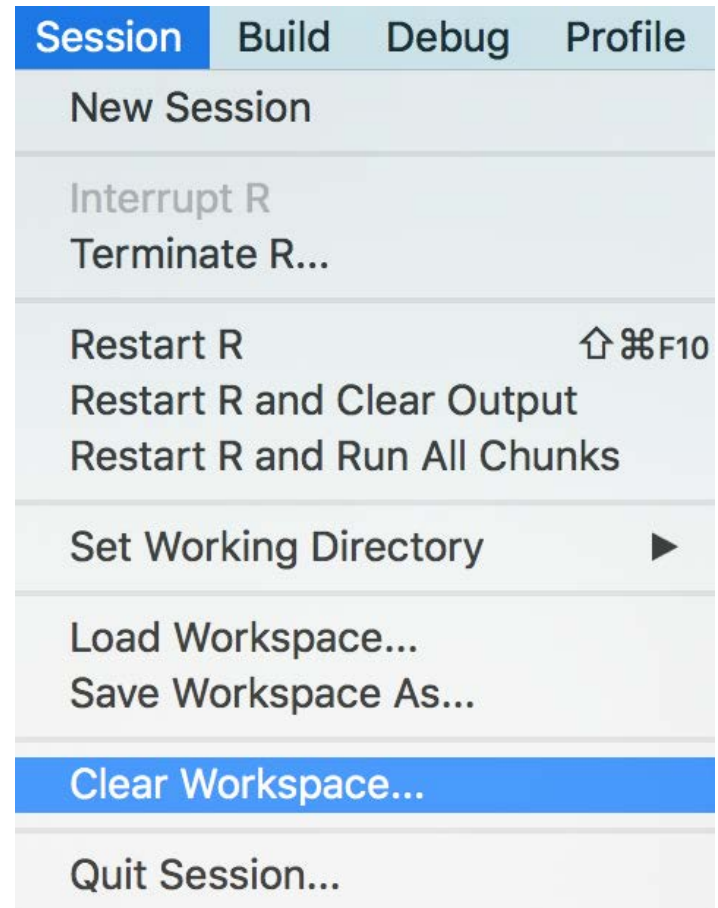 Session Build Debug Profile
New Session
Interrupt R
Terminate R...
Restart R ⇧⌘F10
Restart R and Clear Output
Restart R and Run All Chunks
Set Working Directory ▶
Load Workspace...
Save Workspace As...
Clear Workspace...
Quit Session...